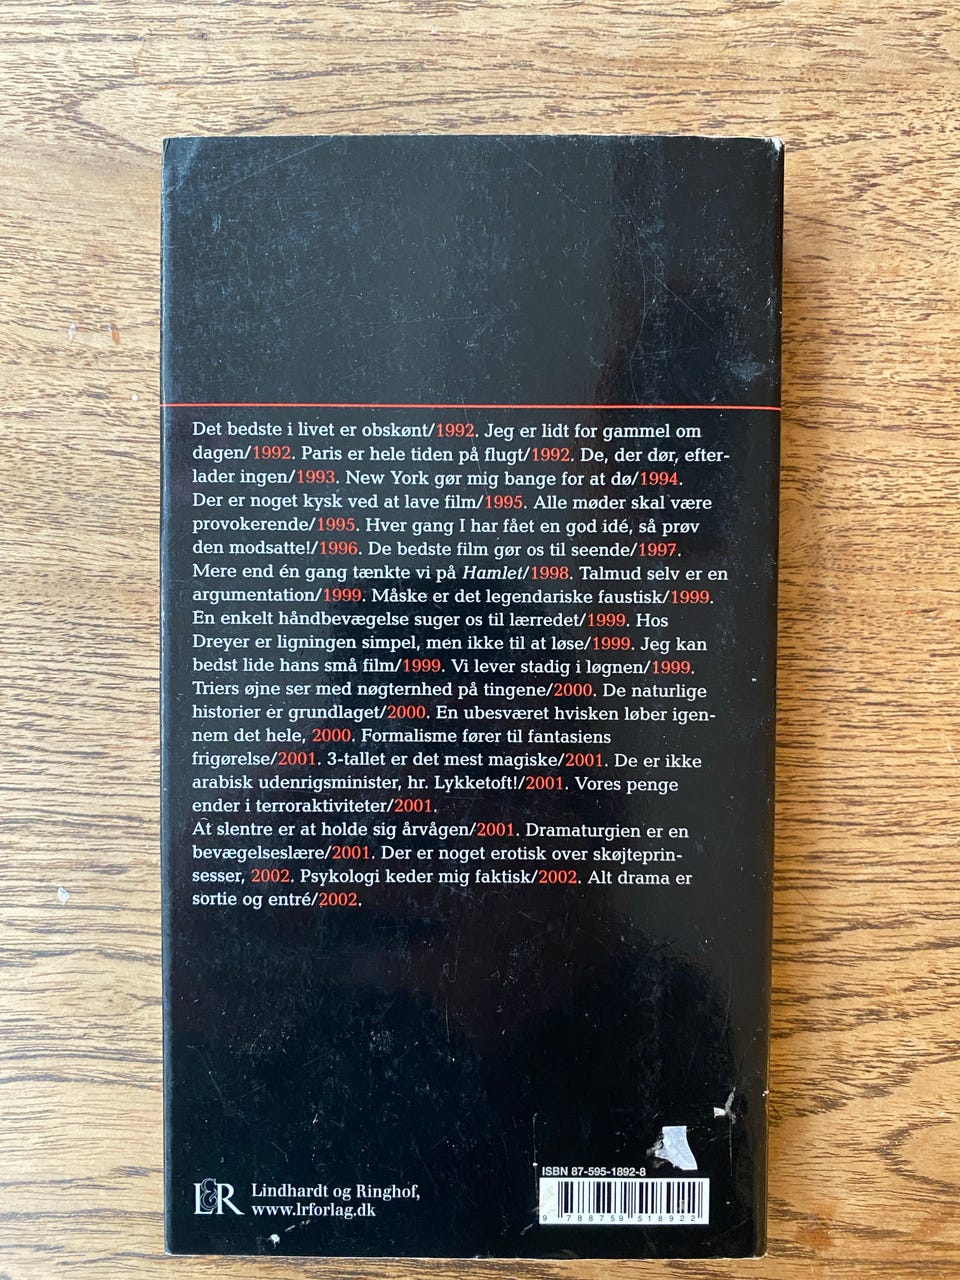 Det bedste i livet er obskønt/1992. Jeg er lidt for gammel om
dagen/1992. Paris er hele tiden på flugt/1992. De, der dør, efter-
lader ingen/1993. New York gør mig bange for at dø/1994.
Der er noget kysk ved at lave film/1995. Alle møder skal være
provokerende/1995. Hver gang I har fået en god idé, så prøv
den modsatte!/1996. De bedste film gør os til seende/1997.
Mere end én gang tænkte vi på Hamlet/1998. Talmud selv er en
argumentation/1999. Måske er det legendariske faustisk/1999.
En enkelt håndbevægelse suger os til lærredet/1999. Hos
Dreyer er ligningen simpel, men ikke til at løse/1999. Jeg kan
bedst lide hans små film/1999. Vi lever stadig i løgnen/1999.
Triers øjne ser med nøgternhed på tingene/2000. De naturlige
historier er grundlaget/2000. En ubesværet hvisken løber igen-
nem det hele, 2000. Formalisme fører til fantasiens
frigørelse/2001. 3-tallet er det mest magiske/2001. De er ikke
arabisk udenrigsminister, hr. Lykketoft!/2001. Vores penge
ender i terroraktiviteter/2001.
At slentre er at holde sig årvågen/2001. Dramaturgien er en
bevægelseslære/2001. Der er noget erotisk over skøjteprin-
sesser, 2002. Psykologi keder mig faktisk/2002. Alt drama er
sortie og entré/2002.
L&R
Lindhardt og Ringhof,
www.lrforlag.dk
ISBN 87-595-1892-8
9 788759 518922